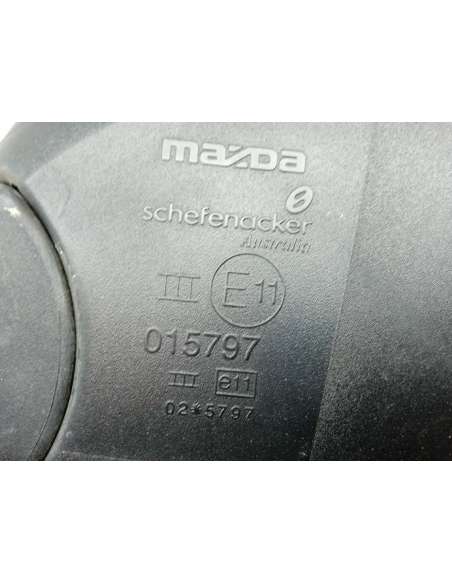 mazda
schefenacker
Australia
III E11
015797
III e11
02*5797